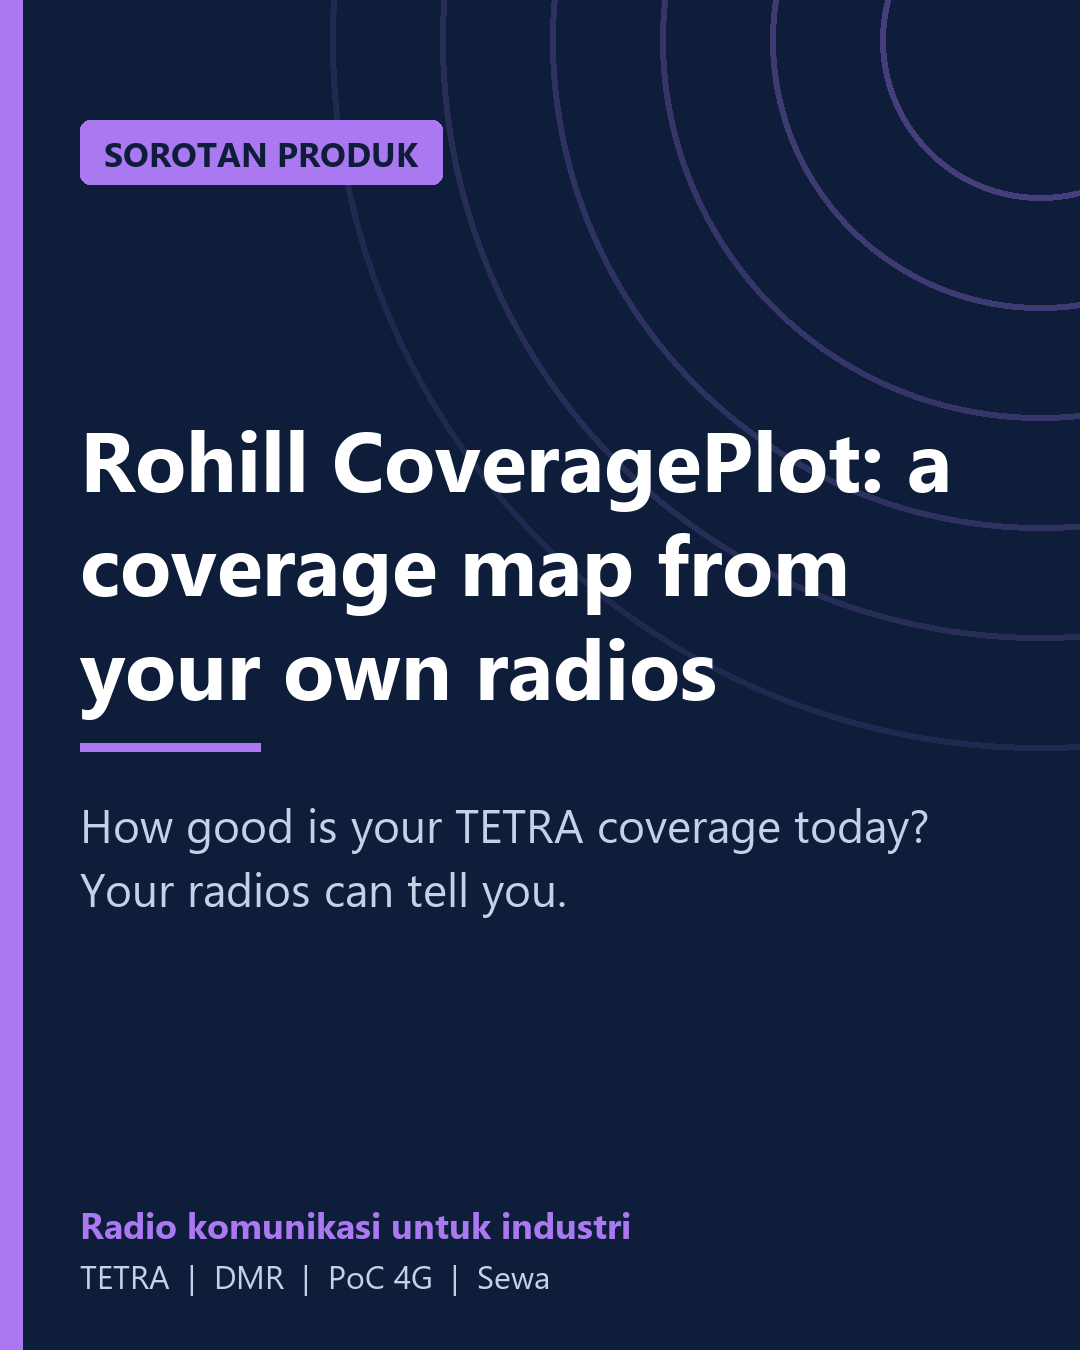 SOROTAN PRODUK
Rohill CoveragePlot: a
coverage map from
your own radios
How good is your TETRA coverage today?
Your radios can tell you.
Radio komunikasi untuk industri
TETRA | DMR | PoC 4G | Sewa